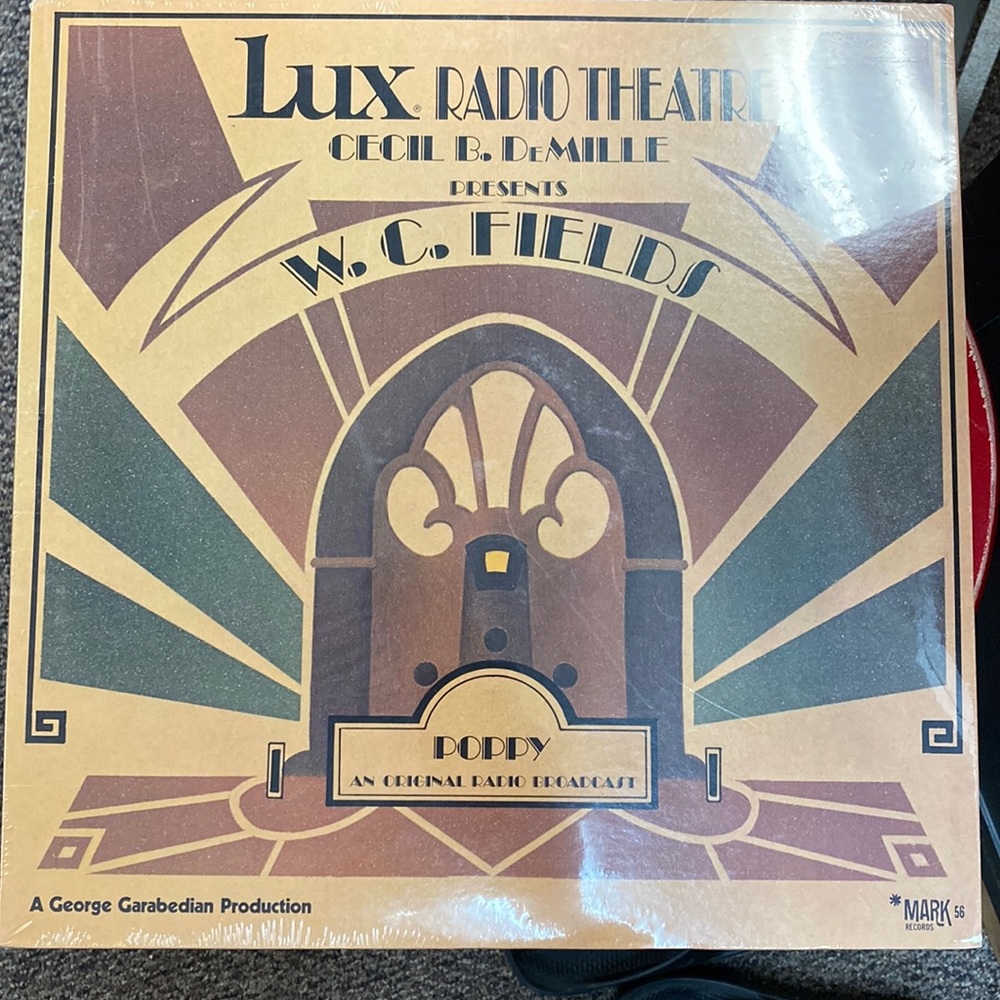 Lux® RADIO THEATRE
CECIL B. DEMILLE
PRESENTS
W. C. FIELDS
POPPY
AN ORIGINAL RADIO BROADCAST
A George Garabedian Production
*MARK 56
RECORDS